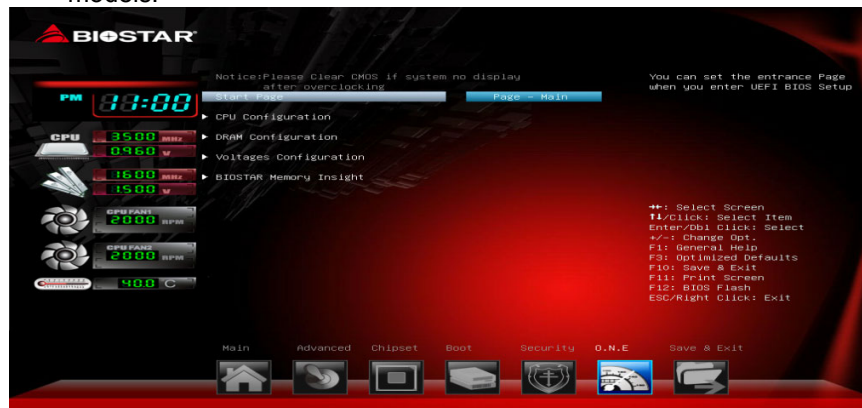 models.
BIOSTAR
Notice:Please Clear CMOS if system no display
after overclocking
You can set the entrance Page
when you enter UEFI BIOS Setup
Start Page
Page - Main
PM 11:00
▶ CPU Configuration
CPU 3500 MHz
▶ DRAM Configuration
0.960 V
▶ Voltages Configuration
1600 MHz
▶ BIOSTAR Memory Insight
1.500 V
CPU FAN1
2000 RPM
CPU FAN2
2000 RPM
40.0 C
→←: Select Screen
↑↓/Click: Select Item
Enter/Dbl Click: Select
+/-: Change Opt.
F1: General Help
F3: Optimized Defaults
F10: Save & Exit
F11: Print Screen
F12: BIOS Flash
ESC/Right Click: Exit
Main Advanced Chipset Boot Security O.N.E Save & Exit